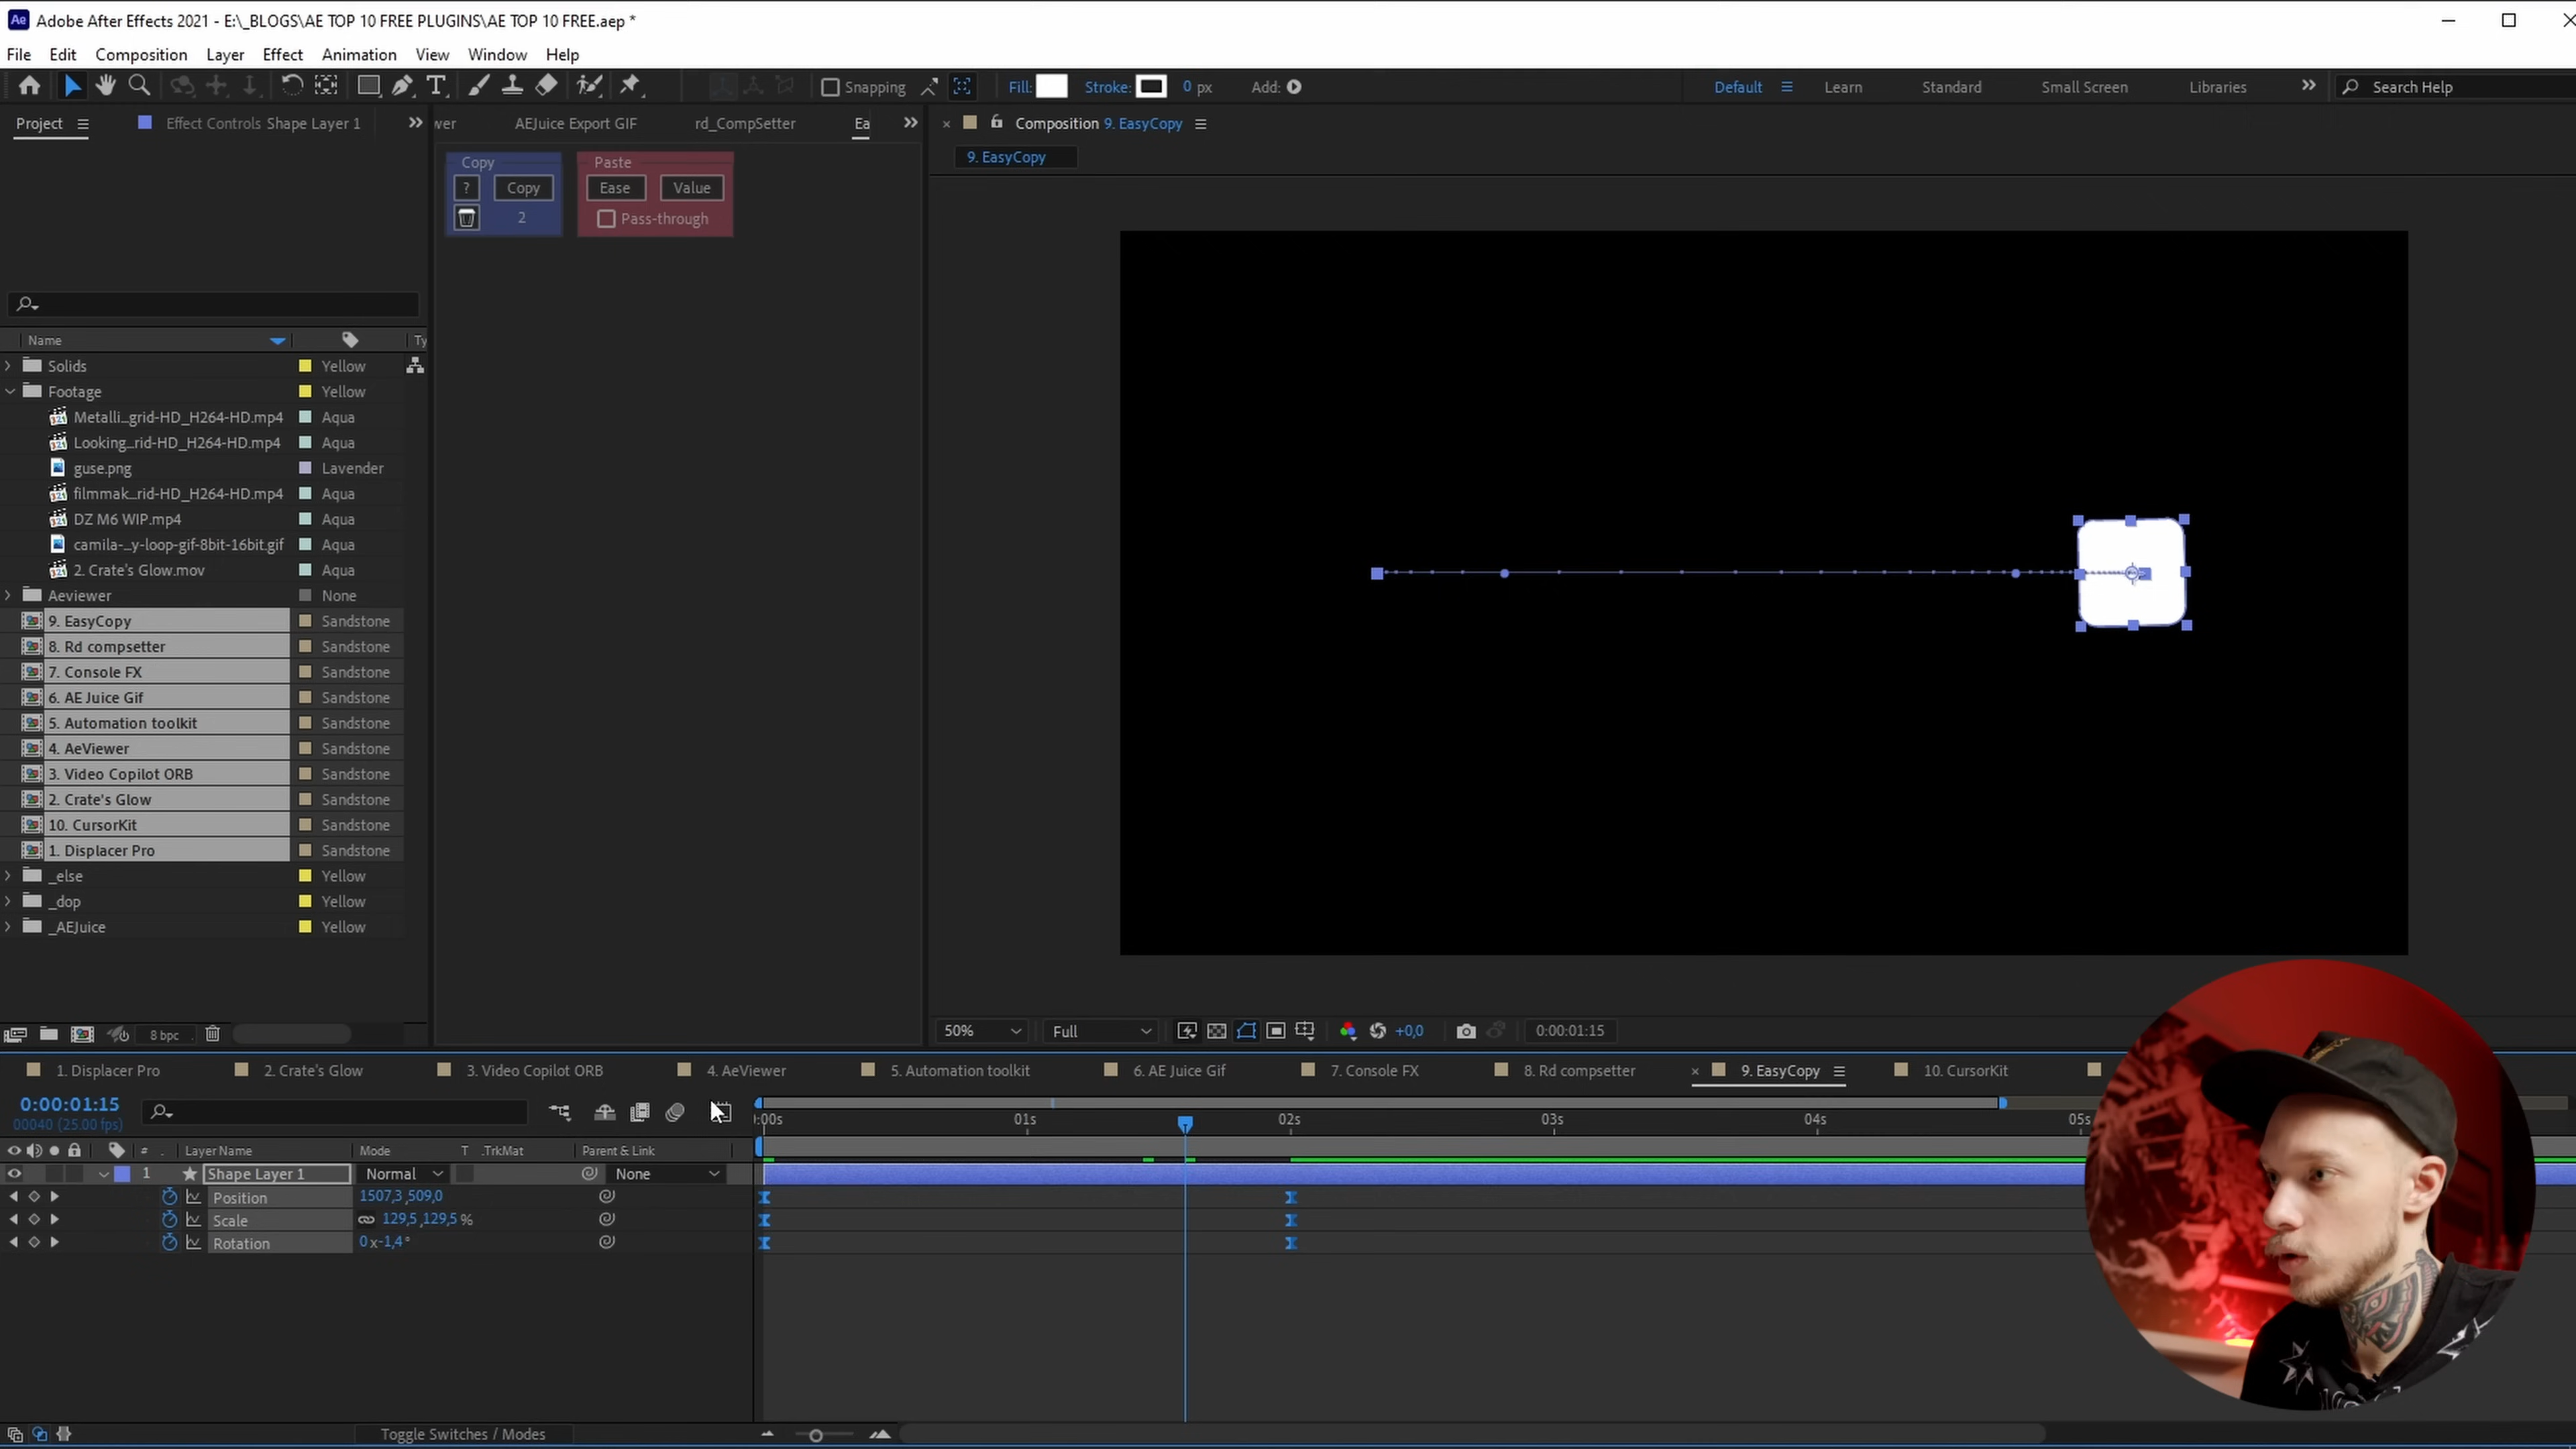 Ae Adobe After Effects 2021 - E:\_BLOGS\AE TOP 10 FREE PLUGINS\AE TOP 10 FREE.aep *
File Edit Composition Layer Effect Animation View Window Help
T Snapping Fill: Stroke: 0 px Add: Default Learn Standard Small Screen Libraries Search Help
Project Effect Controls Shape Layer 1
wer AEJuice Export GIF rd_CompSetter Ea
Composition 9. EasyCopy
9. EasyCopy
Copy
? Copy
2
Paste
Ease Value
Pass-through
Name Ty
Solids Yellow
Footage Yellow
Metalli_grid-HD_H264-HD.mp4 Aqua
Looking_rid-HD_H264-HD.mp4 Aqua
guse.png Lavender
filmmak_rid-HD_H264-HD.mp4 Aqua
DZ M6 WIP.mp4 Aqua
camila-_y-loop-gif-8bit-16bit.gif Aqua
2. Crate's Glow.mov Aqua
Aeviewer None
9. EasyCopy Sandstone
8. Rd compsetter Sandstone
7. Console FX Sandstone
6. AE Juice Gif Sandstone
5. Automation toolkit Sandstone
4. AeViewer Sandstone
3. Video Copilot ORB Sandstone
2. Crate's Glow Sandstone
10. CursorKit Sandstone
1. Displacer Pro Sandstone
_else Yellow
_dop Yellow
_AEJuice Yellow
8 bpc
50% Full +0,0 0:00:01:15
1. Displacer Pro 2. Crate's Glow 3. Video Copilot ORB 4. AeViewer 5. Automation toolkit 6. AE Juice Gif 7. Console FX 8. Rd compsetter × 9. EasyCopy 10. CursorKit
0:00:01:15
00040 (25.00 fps)
):00s 01s 02s 03s 04s 05s
# Layer Name Mode T .TrkMat Parent & Link
1 Shape Layer 1 Normal None
Position 1507,3 ,509,0
Scale 129,5 ,129,5 %
Rotation 0 x-1,4 °
Toggle Switches / Modes